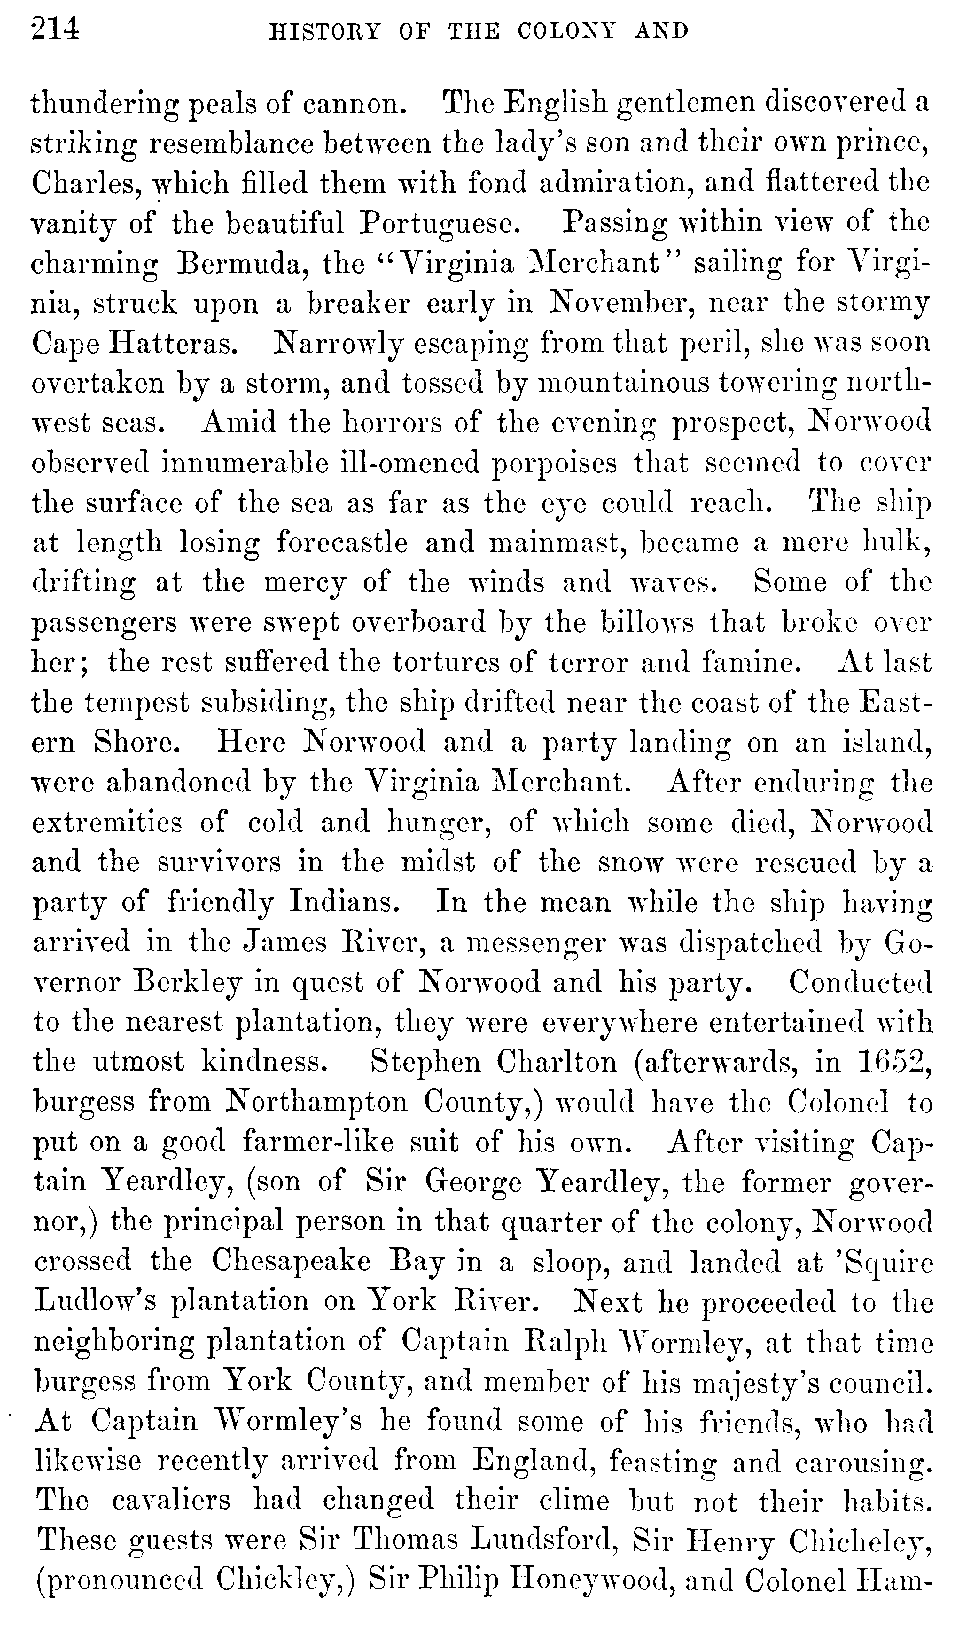 214 HISTORY OF THE COLONY AND
thundering peals of cannon. The English gentlemen discovered a
striking resemblance between the lady's son and their own prince,
Charles, which filled them with fond admiration, and flattered the
vanity of the beautiful Portuguese. Passing within view of the
charming Bermuda, the "Virginia Merchant" sailing for Virgi-
nia, struck upon a breaker early in November, near the stormy
Cape Hatteras. Narrowly escaping from that peril, she was soon
overtaken by a storm, and tossed by mountainous towering north-
west seas. Amid the horrors of the evening prospect, Norwood
observed innumerable ill-omened porpoises that seemed to cover
the surface of the sea as far as the eye could reach. The ship
at length losing forecastle and mainmast, became a mere hulk,
drifting at the mercy of the winds and waves. Some of the
passengers were swept overboard by the billows that broke over
her; the rest suffered the tortures of terror and famine. At last
the tempest subsiding, the ship drifted near the coast of the East-
ern Shore. Here Norwood and a party landing on an island,
were abandoned by the Virginia Merchant. After enduring the
extremities of cold and hunger, of which some died, Norwood
and the survivors in the midst of the snow were rescued by a
party of friendly Indians. In the mean while the ship having
arrived in the James River, a messenger was dispatched by Go-
vernor Berkley in quest of Norwood and his party. Conducted
to the nearest plantation, they were everywhere entertained with
the utmost kindness. Stephen Charlton (afterwards, in 1652,
burgess from Northampton County,) would have the Colonel to
put on a good farmer-like suit of his own. After visiting Cap-
tain Yeardley, (son of Sir George Yeardley, the former gover-
nor,) the principal person in that quarter of the colony, Norwood
crossed the Chesapeake Bay in a sloop, and landed at 'Squire
Ludlow's plantation on York River. Next he proceeded to the
neighboring plantation of Captain Ralph Wormley, at that time
burgess from York County, and member of his majesty's council.
At Captain Wormley's he found some of his friends, who had
likewise recently arrived from England, feasting and carousing.
The cavaliers had changed their clime but not their habits.
These guests were Sir Thomas Lundsford, Sir Henry Chicheley,
(pronounced Chickley,) Sir Philip Honeywood, and Colonel Ham-